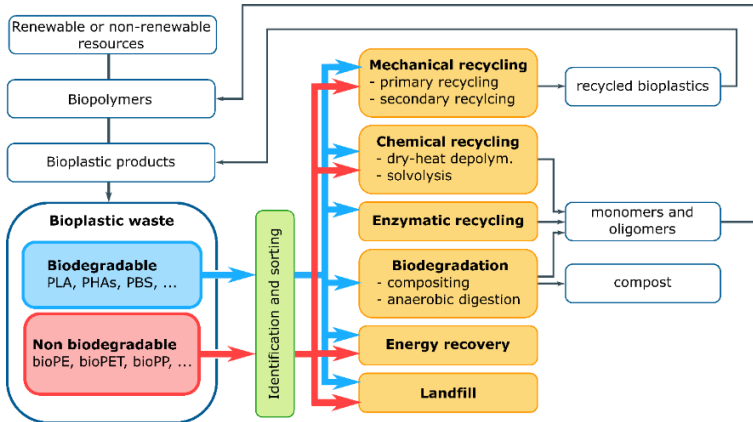 Renewable or non-renewable
resources
Biopolymers
Bioplastic products
Bioplastic waste
Biodegradable
PLA, PHAs, PBS, ...
Non biodegradable
bioPE, bioPET, bioPP, ...
Identification and sorting
Mechanical recycling
- primary recycling
- secondary recylcing
Chemical recycling
- dry-heat depolym.
- solvolysis
Enzymatic recycling
Biodegradation
- compositing
- anaerobic digestion
Energy recovery
Landfill
recycled bioplastics
monomers and
oligomers
compost